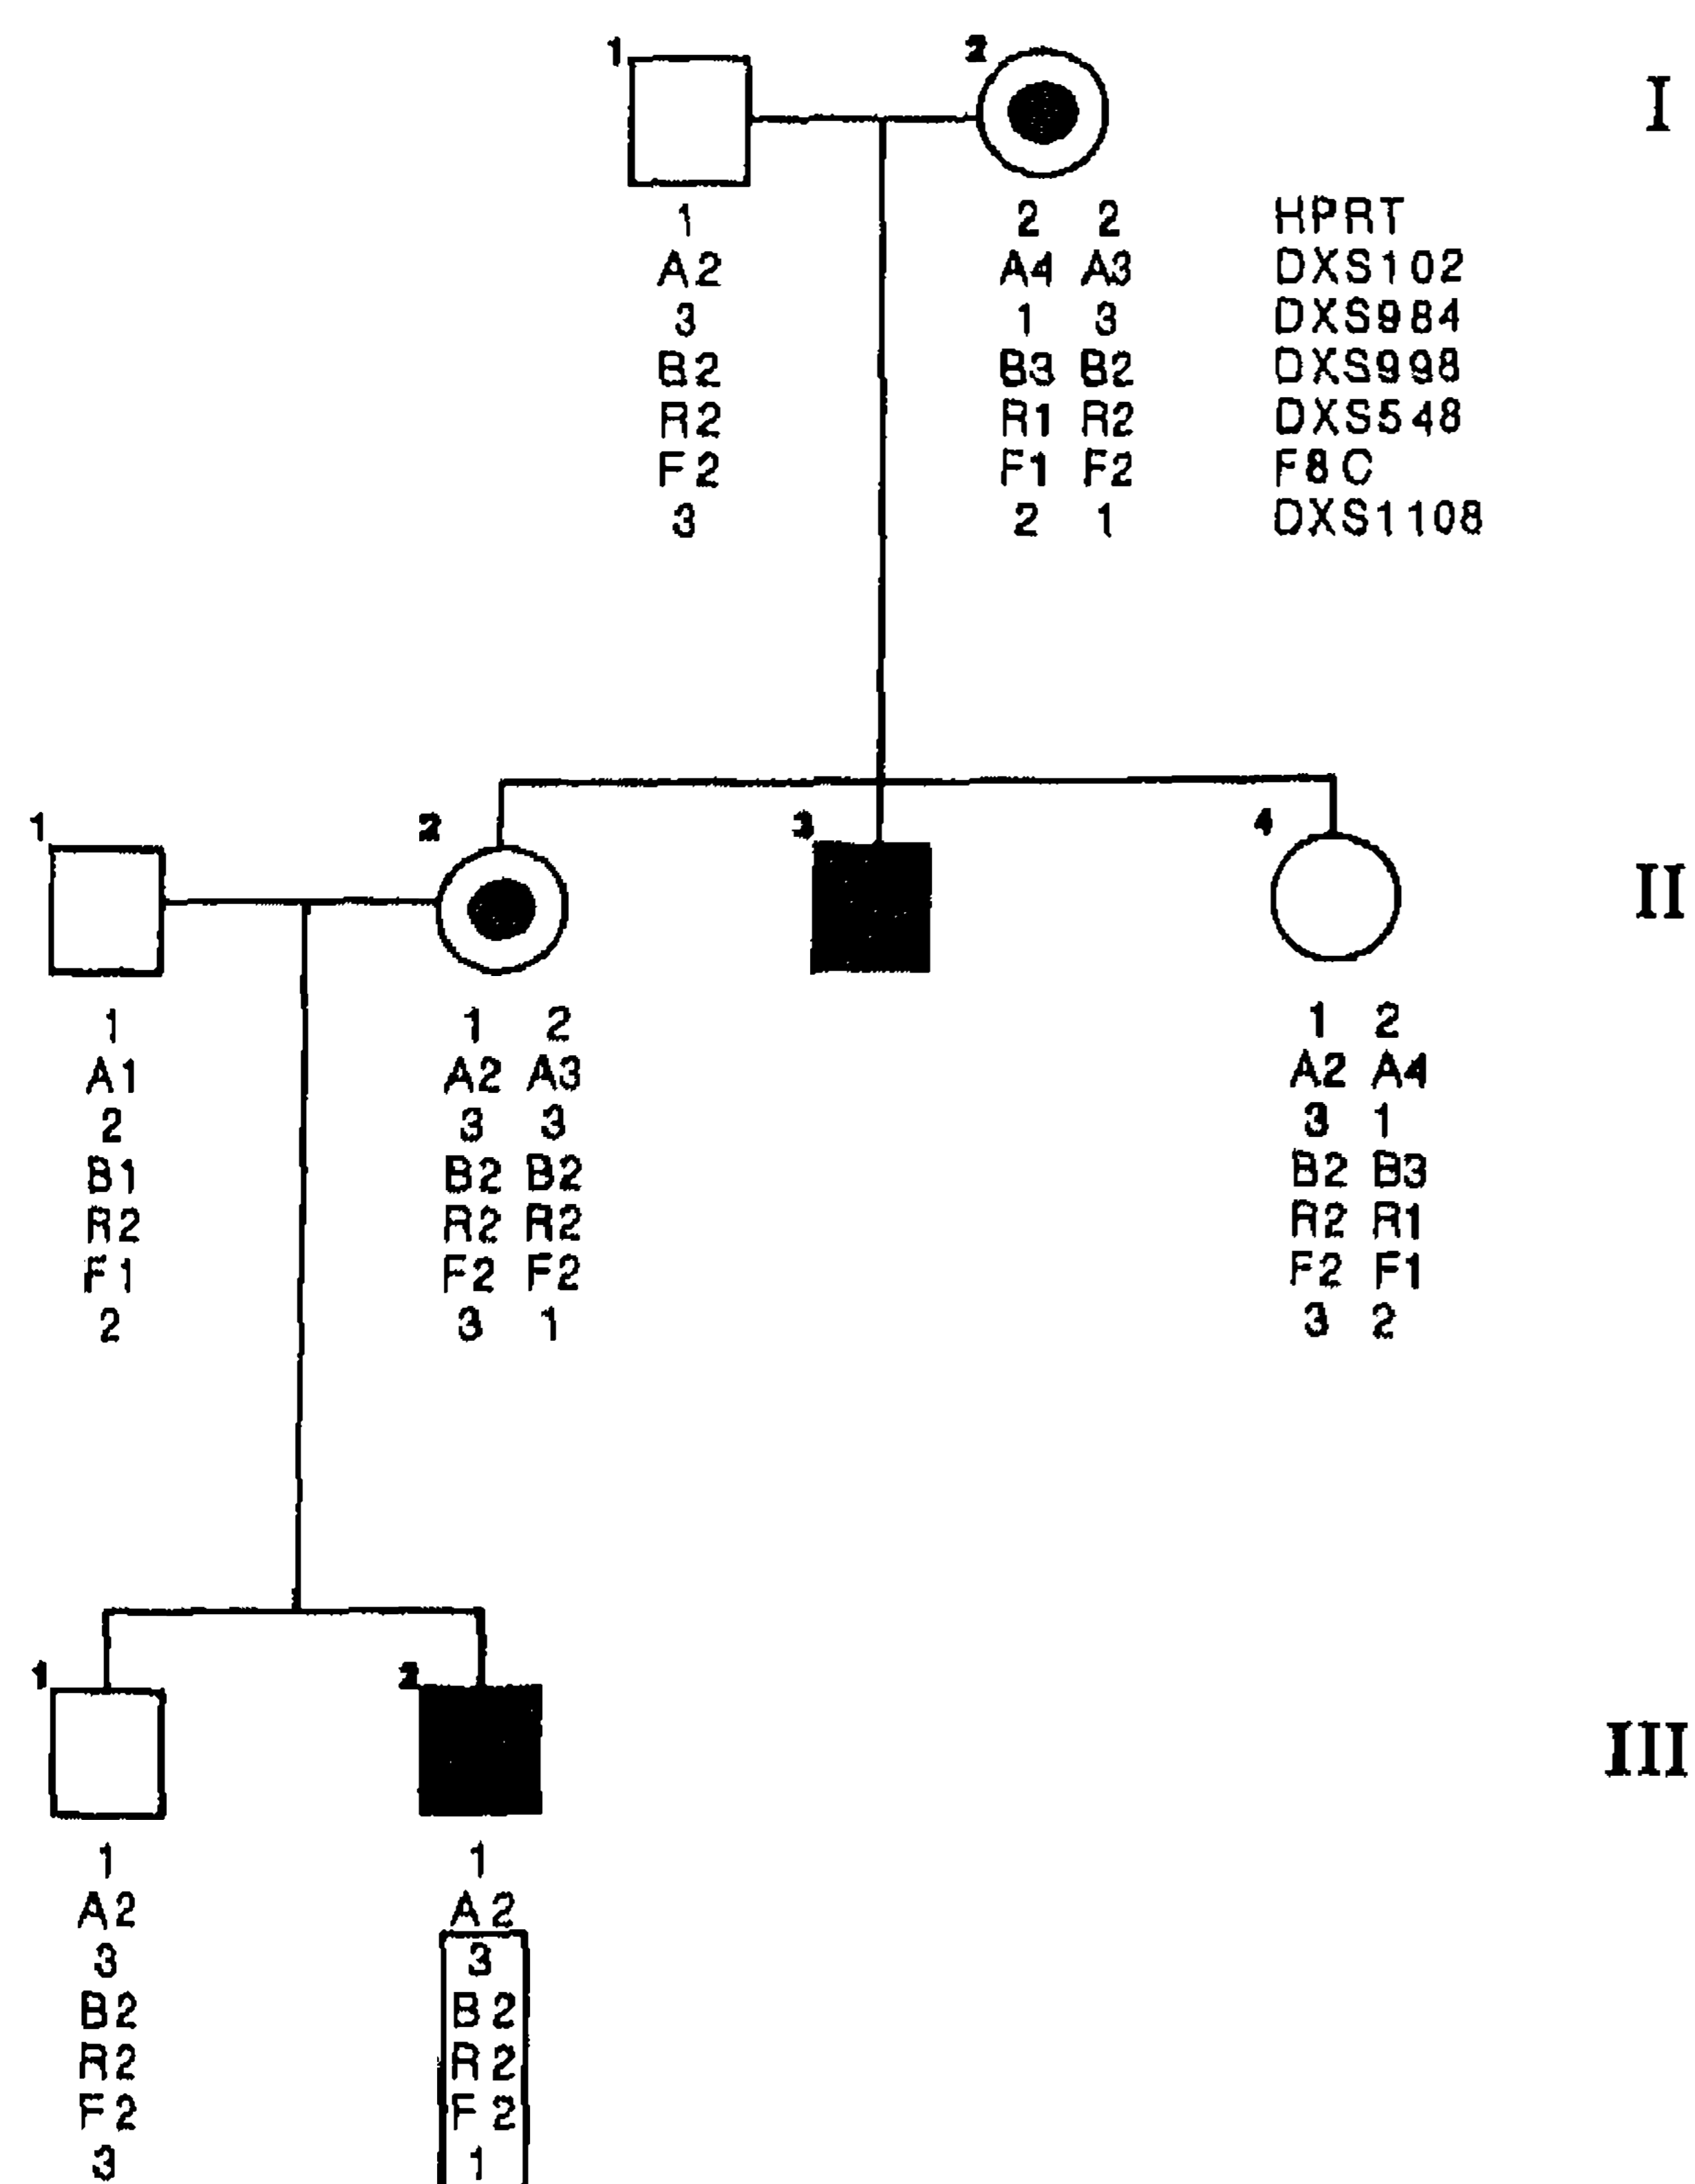 1 2 I
1 2 2 HPRT
A2 A4 A3 DXS102
3 1 3 DXS984
B2 B3 B2 DXS998
R2 R1 R2 DXS548
F2 F1 F2 F8C
3 2 1 DXS1108
1 2 3 4 II
1 1 2 1 2
A1 A2 A3 A2 A4
2 3 3 3 1
B1 B2 B2 B2 B3
R2 R2 R2 R2 R1
F1 F2 F2 F2 F1
2 3 1 3 2
1 2 III
1 1
A2 A2
3 3
B2 B2
R2 R2
F2 F2
3 1